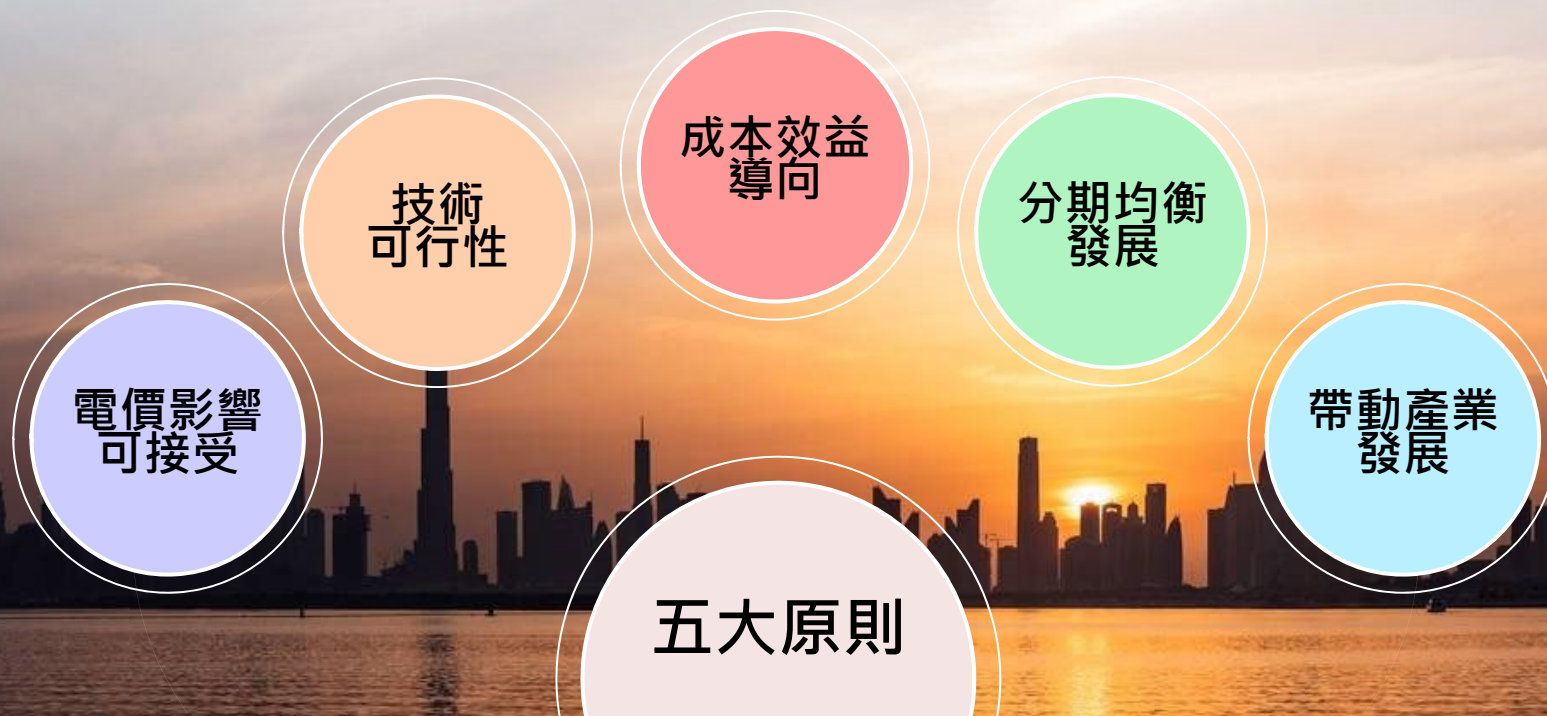 成本效益
導向
技術
可行性
分期均衡
發展
電價影響
可接受
帶動產業
發展
五大原則